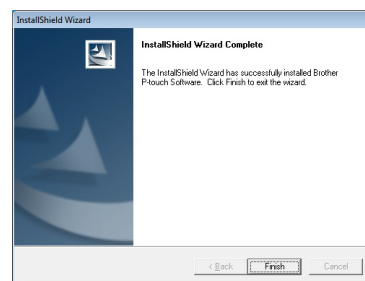 InstallShield Wizard
InstallShield Wizard Complete
The InstallShield Wizard has successfully installed Brother
P-touch Software. Click Finish to exit the wizard.
< Back
Finish
Cancel